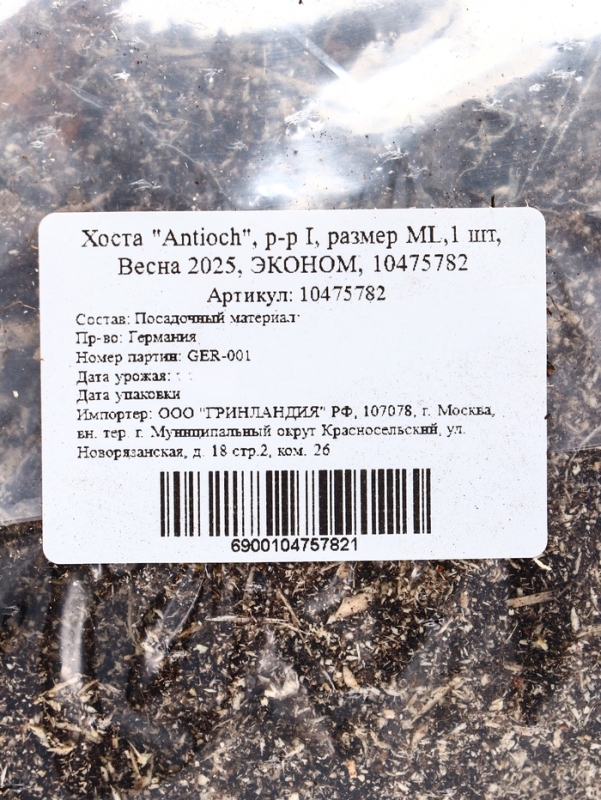 Хоста "Antioch", р-р I, размер ML,1 шт,
Весна 2025, ЭКОНОМ, 10475782
Артикул: 10475782
Состав: Посадочный материал
Пр-во: Германия
Номер партии: GER-001
Дата урожая:
Дата упаковки
Импортер: ООО "ГРИНЛАНДИЯ" РФ, 107078, г. Москва,
вн. тер. г. Муниципальный округ Красносельский, ул.
Новорязанская, д. 18 стр.2, ком. 26
6900104757821